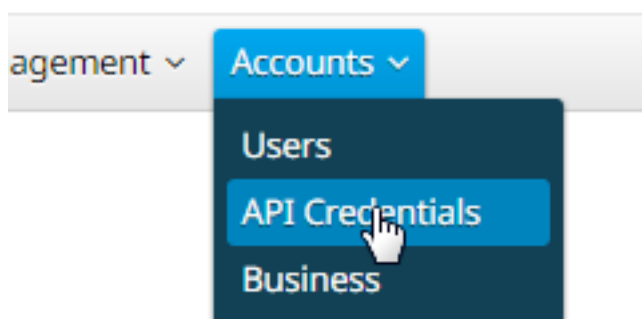 agement
Accounts
Users
API Credentials
Business